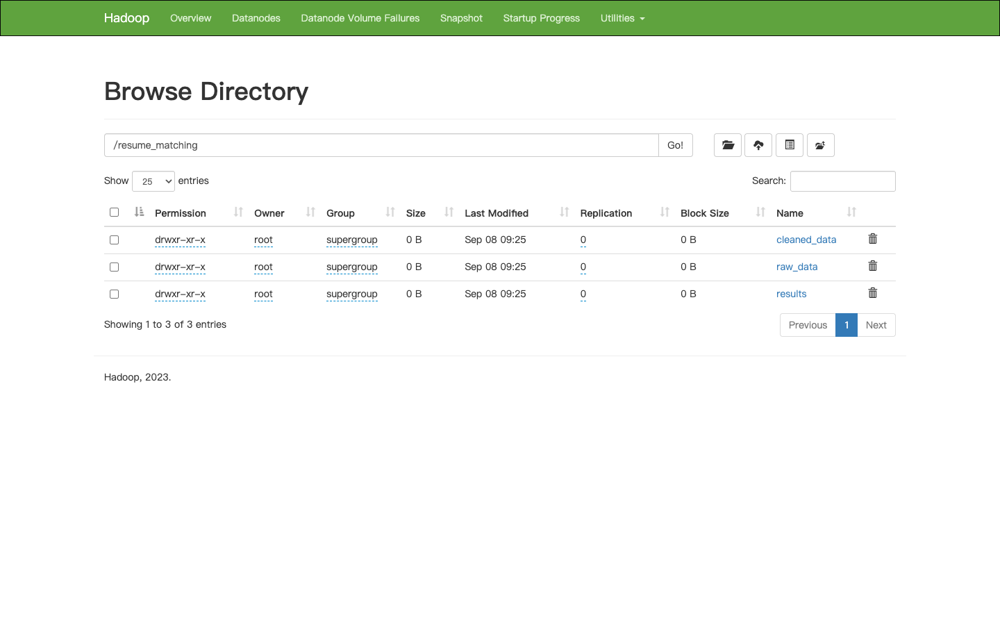 Hadoop Overview Datanodes Datanode Volume Failures Snapshot Startup Progress Utilities
Browse Directory
/resume_matching Go!
Show 25 entries Search:
Permission Owner Group Size Last Modified Replication Block Size Name
drwxr-xr-x root supergroup 0 B Sep 08 09:25 0 0 B cleaned_data
drwxr-xr-x root supergroup 0 B Sep 08 09:25 0 0 B raw_data
drwxr-xr-x root supergroup 0 B Sep 08 09:25 0 0 B results
Showing 1 to 3 of 3 entries Previous 1 Next
Hadoop, 2023.